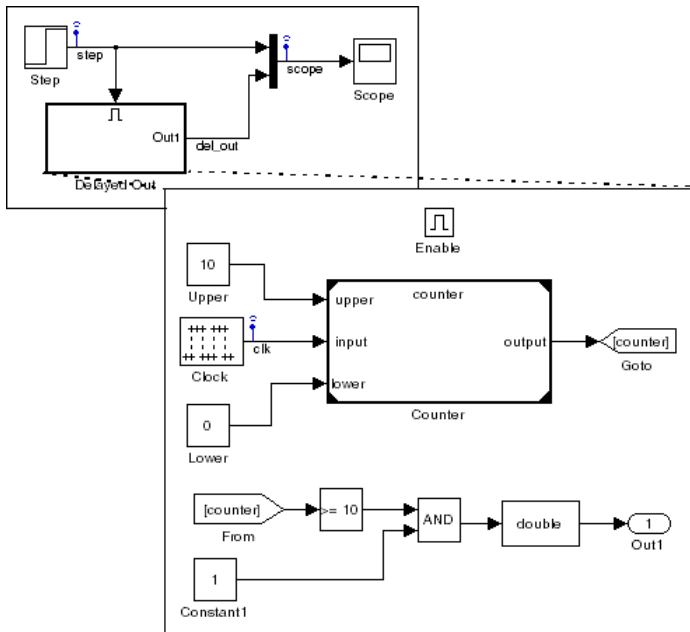 step
scope
Step
Scope
Out1
del_out
Delayed Out
Enable
10
Upper
upper
counter
input
output
[counter]
clk
Clock
Goto
lower
0
Counter
Lower
[counter]
>= 10
AND
double
1
From
Out1
1
Constant1